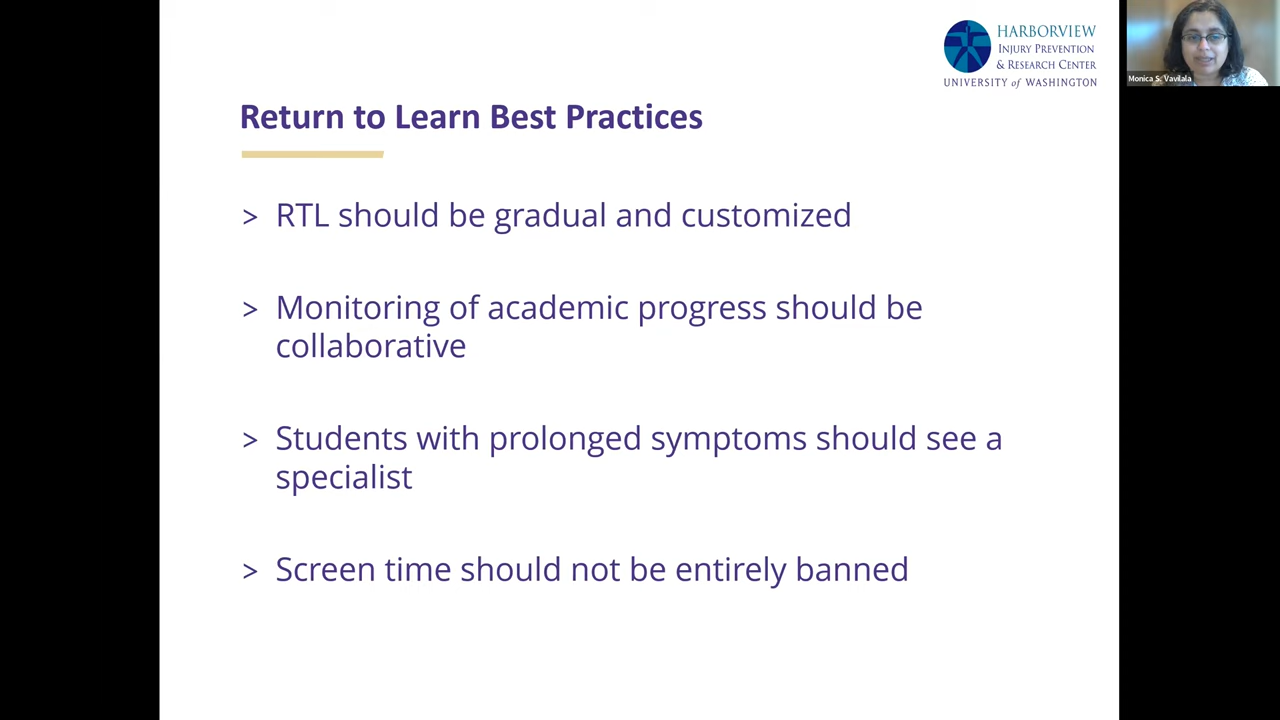 HARBORVIEW
INJURY PREVENTION
& RESEARCH CENTER
UNIVERSITY of WASHINGTON
Monica S. Vavilala
Return to Learn Best Practices
> RTL should be gradual and customized
> Monitoring of academic progress should be
collaborative
> Students with prolonged symptoms should see a
specialist
> Screen time should not be entirely banned